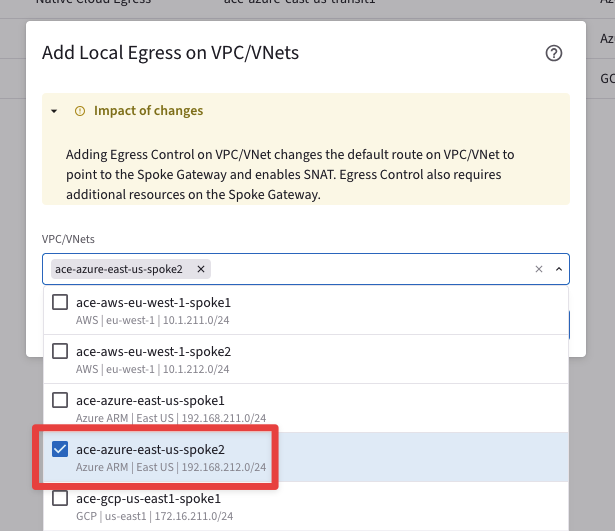 Native Cloud Egress ace-azure-east-us-transit1 Az
Add Local Egress on VPC/VNets
Az
GCP
Impact of changes
Adding Egress Control on VPC/VNet changes the default route on VPC/VNet to
point to the Spoke Gateway and enables SNAT. Egress Control also requires
additional resources on the Spoke Gateway.
VPC/VNets
ace-azure-east-us-spoke2
ace-aws-eu-west-1-spoke1
AWS | eu-west-1 | 10.1.211.0/24
ace-aws-eu-west-1-spoke2
AWS | eu-west-1 | 10.1.212.0/24
ace-azure-east-us-spoke1
Azure ARM | East US | 192.168.211.0/24
ace-azure-east-us-spoke2
Azure ARM | East US | 192.168.212.0/24
ace-gcp-us-east1-spoke1
GCP | us-east1 | 172.16.211.0/24